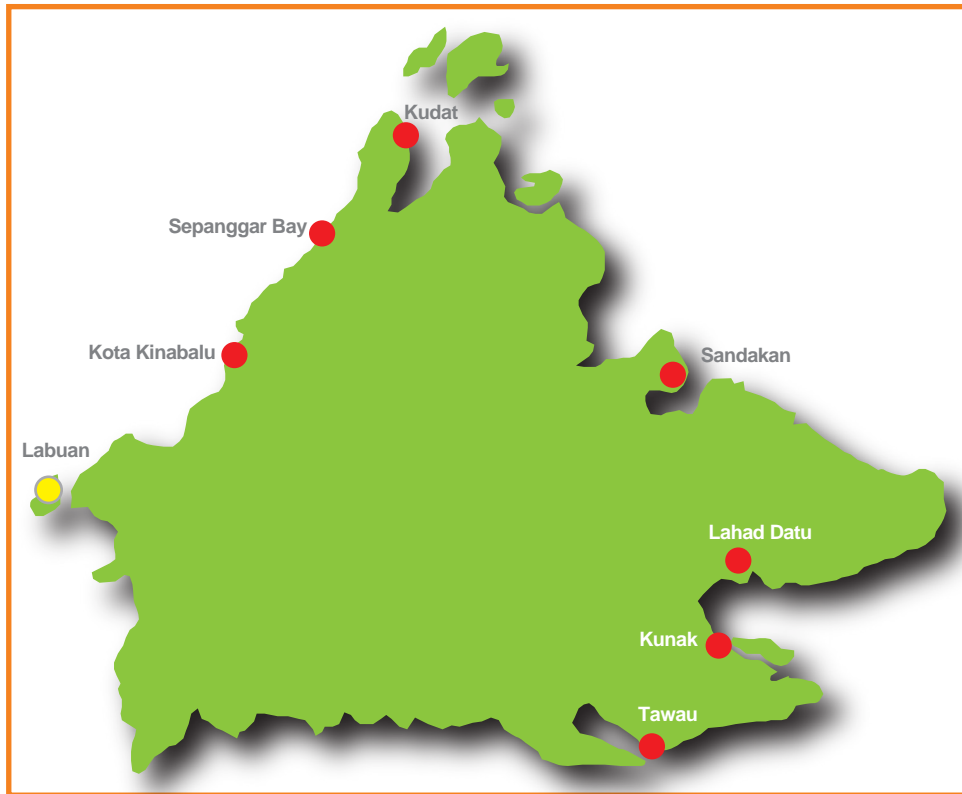 Kudat
Sepanggar Bay
Kota Kinabalu
Sandakan
Labuan
Lahad Datu
Kunak
Tawau